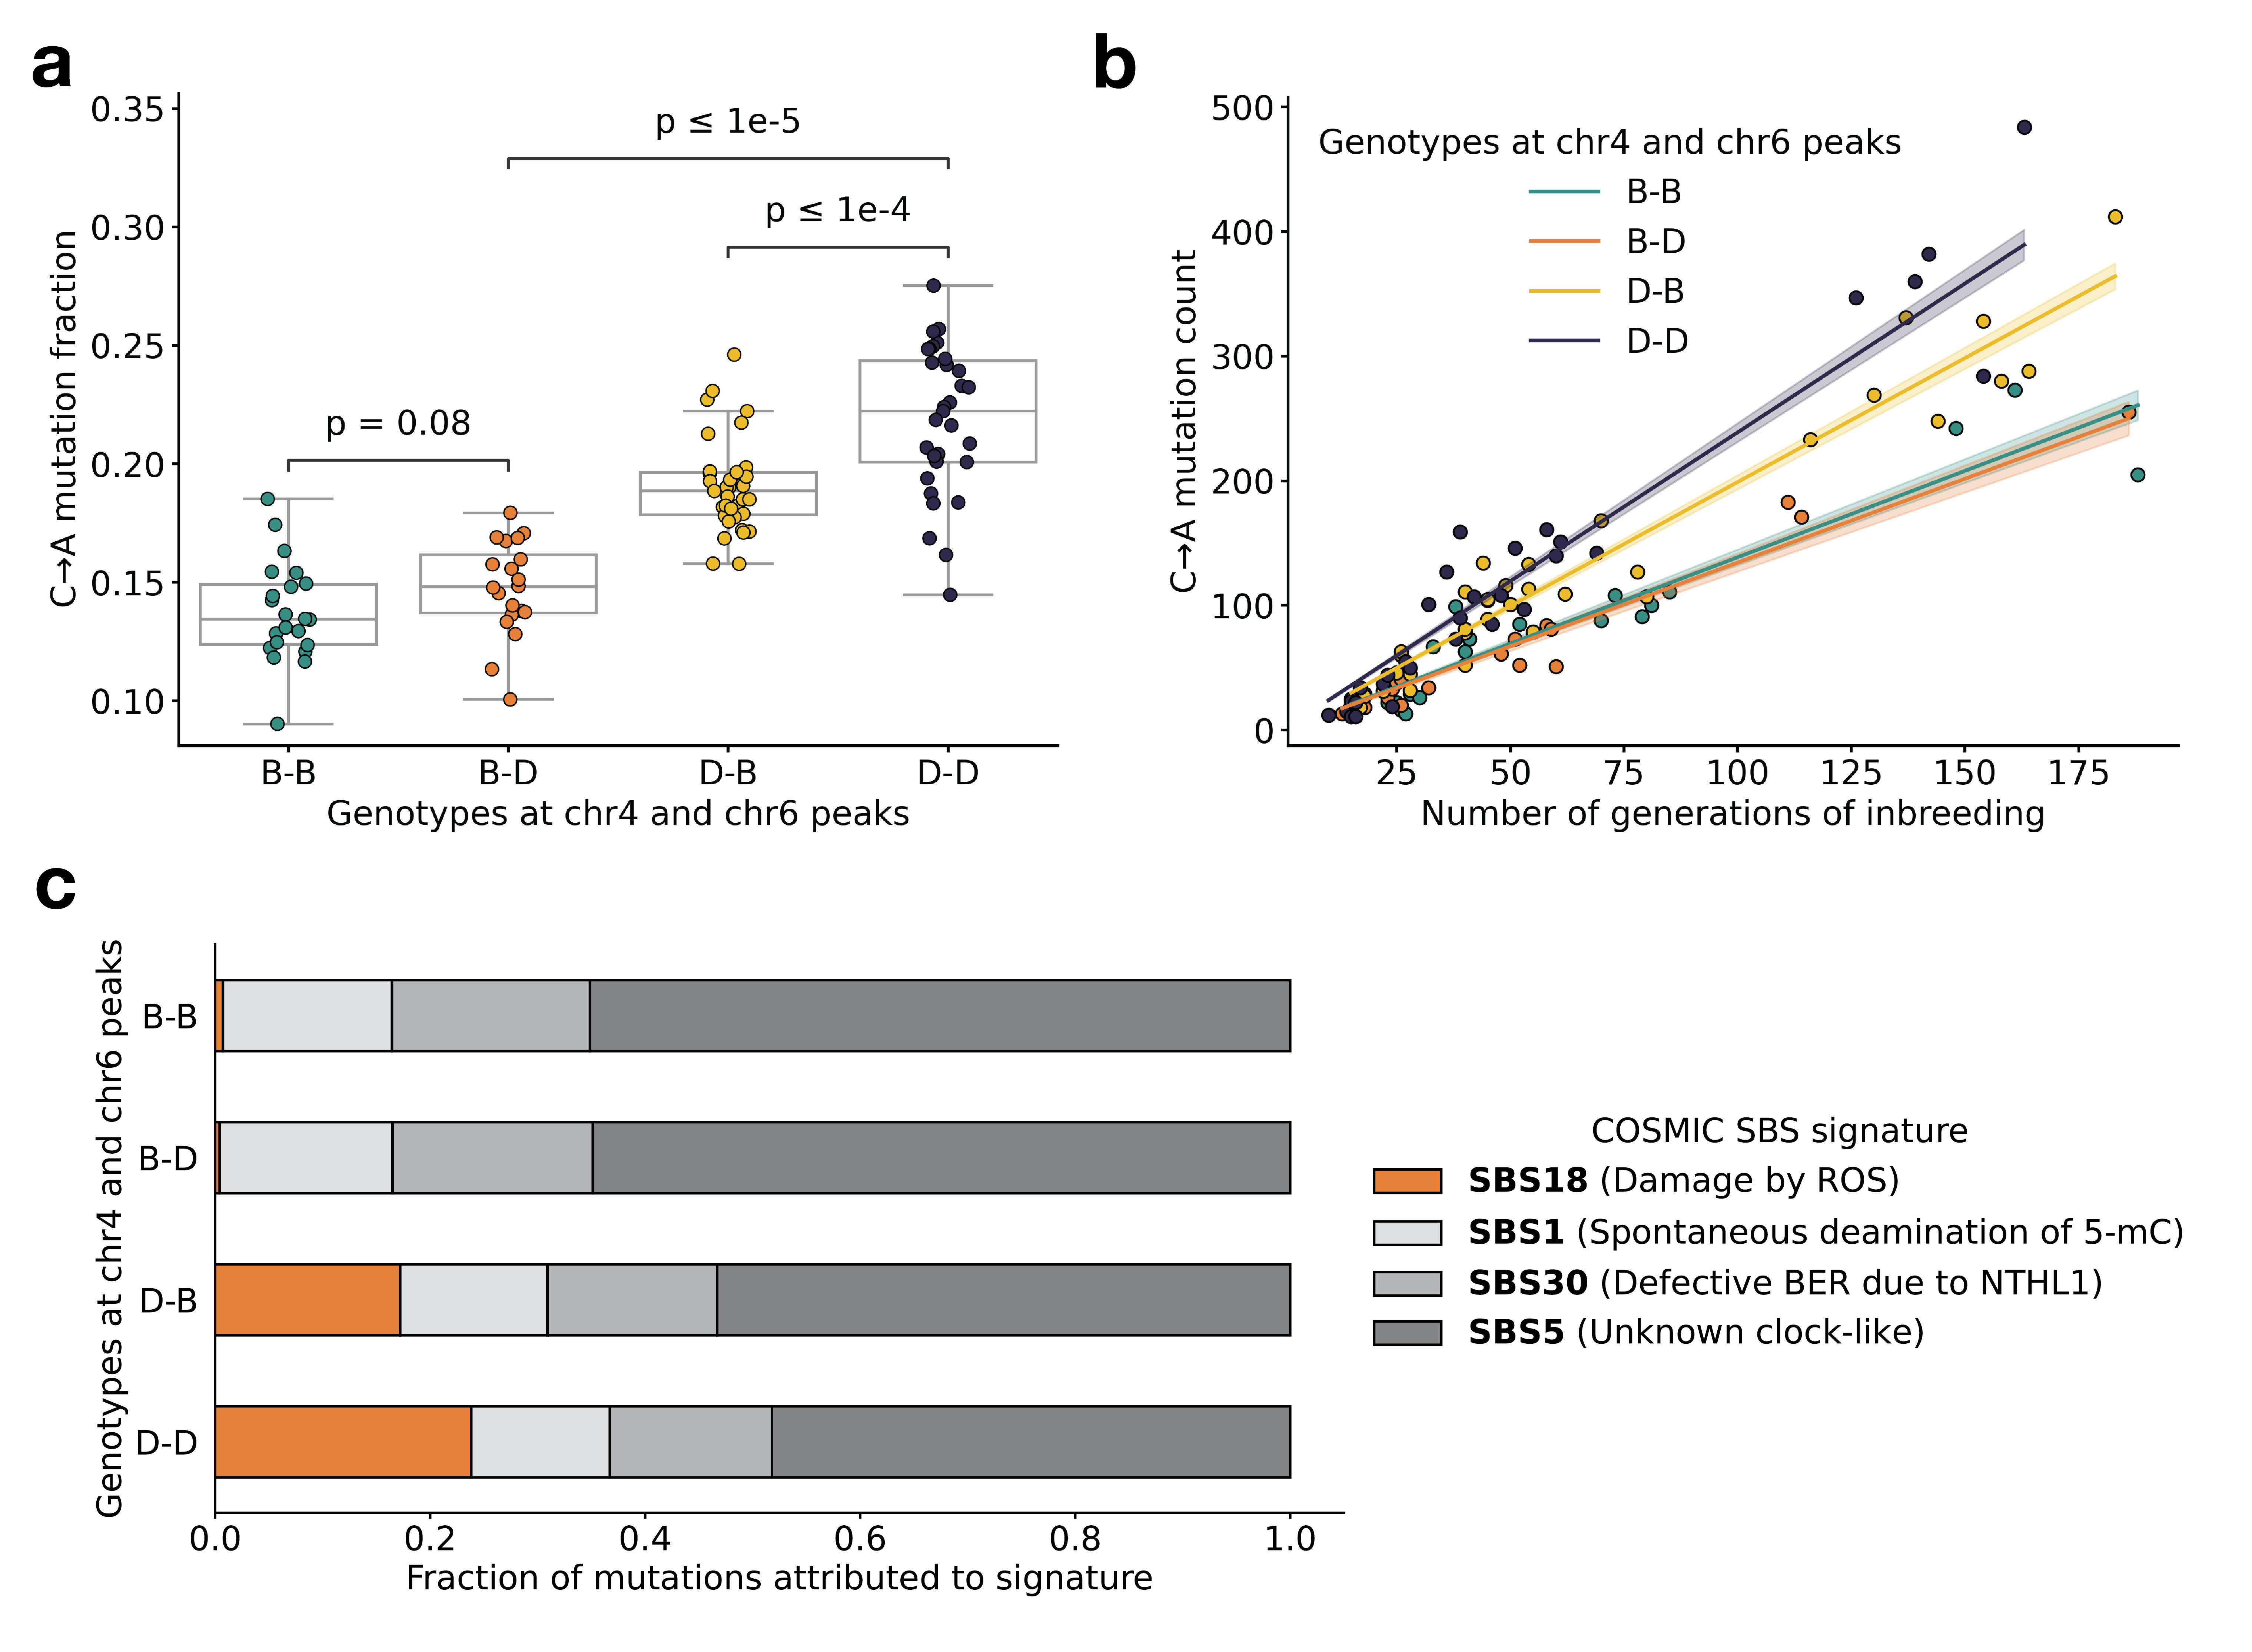 a
C→A mutation fraction
0.35
0.30
0.25
0.20
0.15
0.10
p = 0.08
p ≤ 1e-5
p ≤ 1e-4
B-B
B-D
D-B
D-D
Genotypes at chr4 and chr6 peaks
b
C→A mutation count
500
400
300
200
100
0
Genotypes at chr4 and chr6 peaks
B-B
B-D
D-B
D-D
25
50
75
100
125
150
175
Number of generations of inbreeding
c
Genotypes at chr4 and chr6 peaks
B-B
B-D
D-B
D-D
0.0
0.2
0.4
0.6
0.8
1.0
Fraction of mutations attributed to signature
COSMIC SBS signature
SBS18 (Damage by ROS)
SBS1 (Spontaneous deamination of 5-mC)
SBS30 (Defective BER due to NTHL1)
SBS5 (Unknown clock-like)